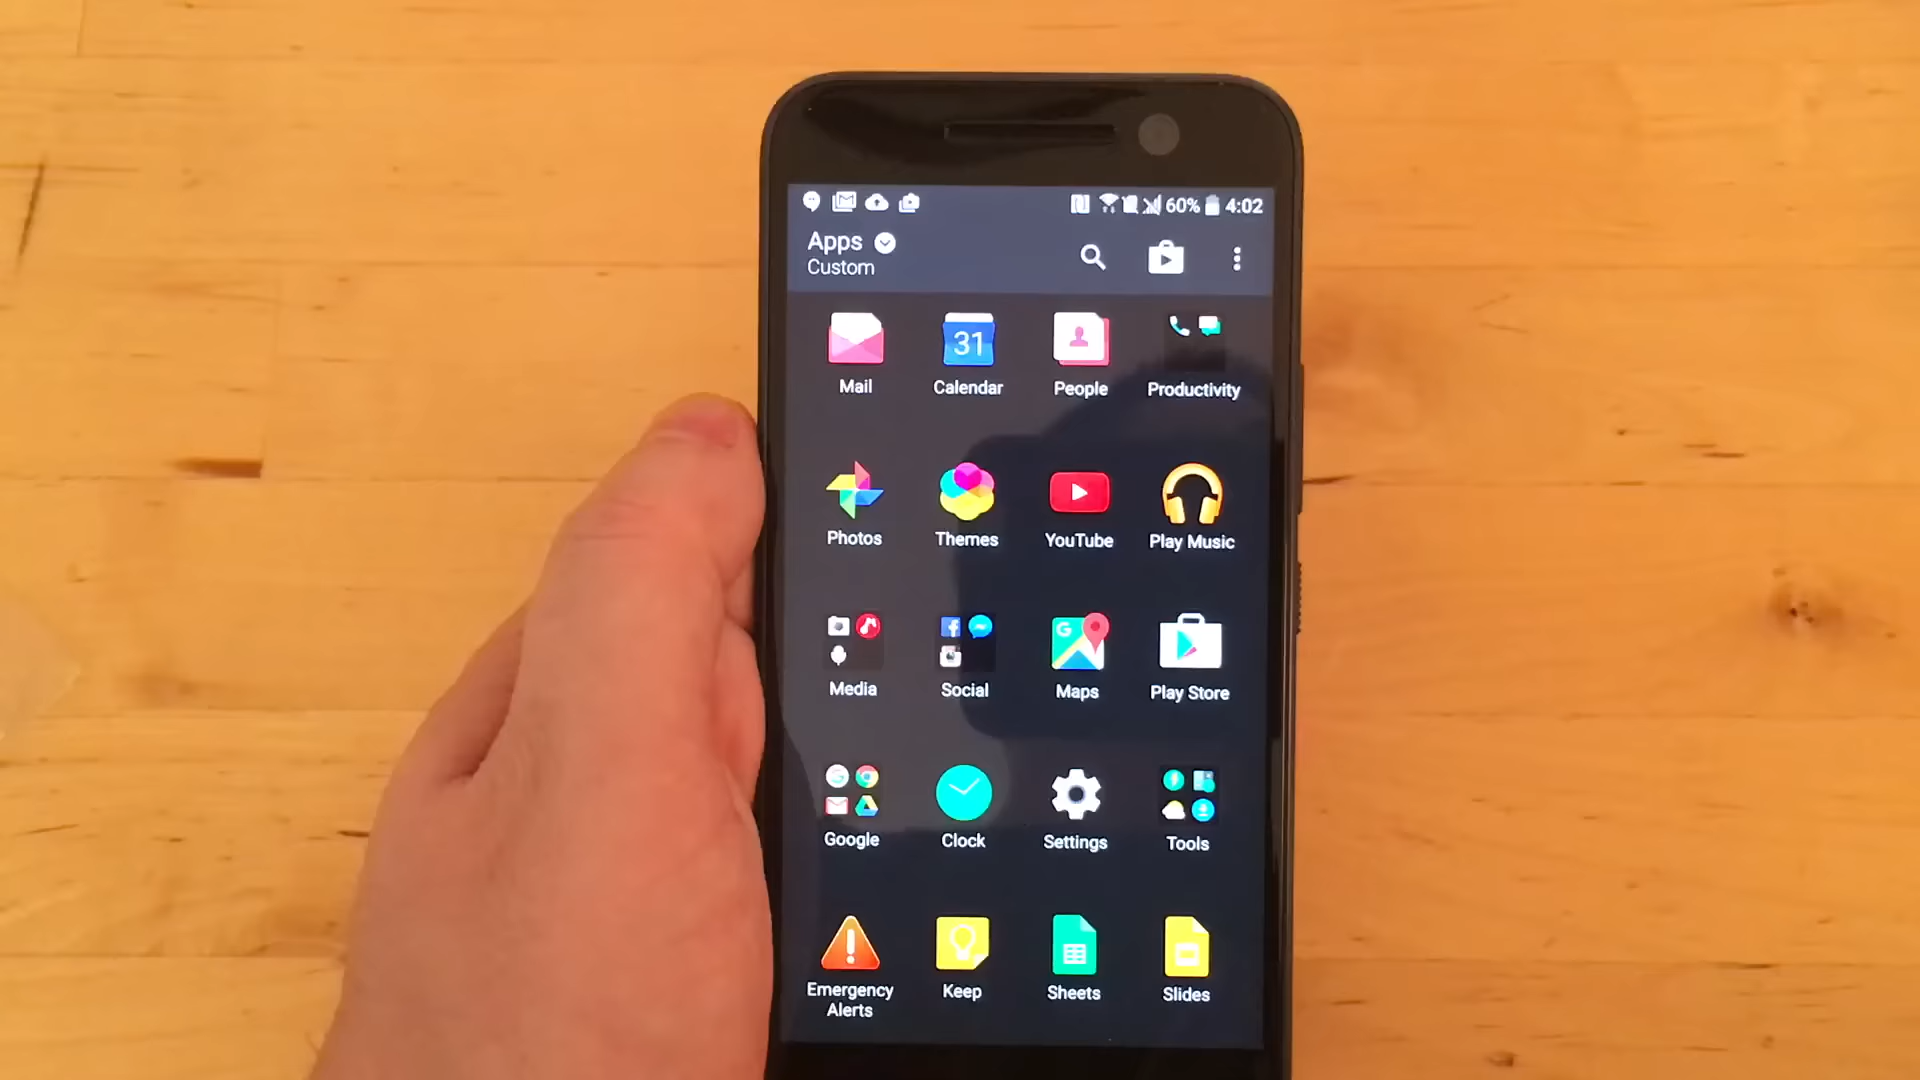 60% 4:02
Apps
Custom
31
Mail Calendar People Productivity
Photos Themes YouTube Play Music
G
Media Social Maps Play Store
Google Clock Settings Tools
Emergency Keep Sheets Slides
Alerts